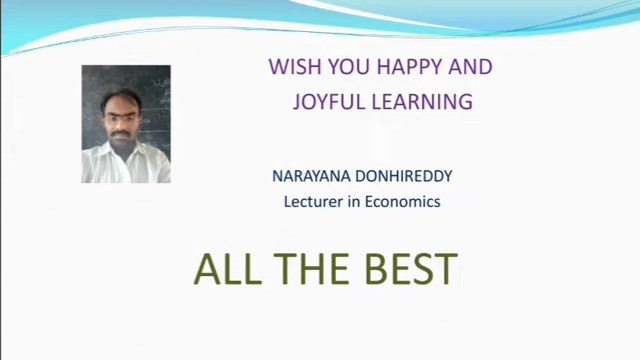 WISH YOU HAPPY AND
JOYFUL LEARNING
NARAYANA DONHIREDDY
Lecturer in Economics
ALL THE BEST